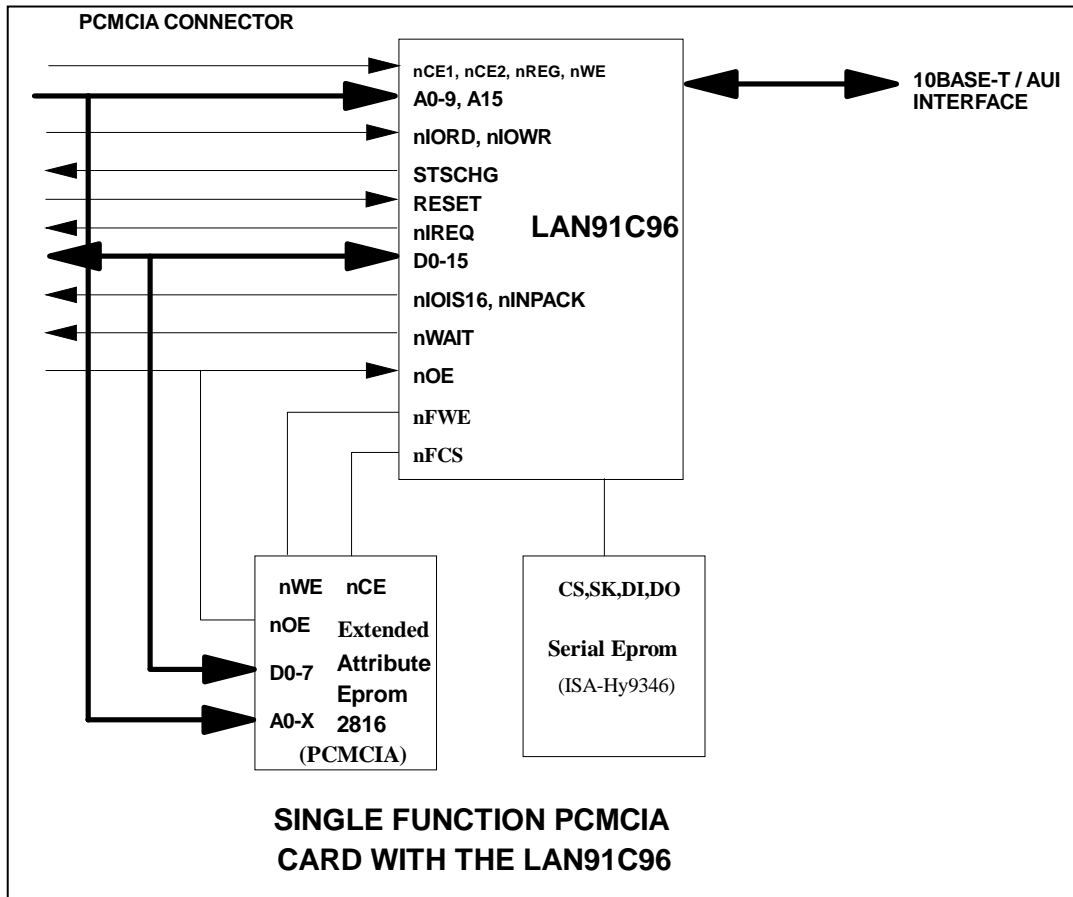 PCMCIA CONNECTOR
nCE1, nCE2, nREG, nWE
A0-9, A15
nIORD, nIOWR
STSCHG
RESET
nIREQ
D0-15
nIOIS16, nINPACK
nWAIT
nOE
nFWE
nFCS
LAN91C96
10BASE-T / AUI
INTERFACE
nWE nCE
nOE
D0-7
A0-X
Extended
Attribute
Eprom
2816
(PCMCIA)
CS,SK,DI,DO
Serial Eprom
(ISA-Hy9346)
SINGLE FUNCTION PCMCIA
CARD WITH THE LAN91C96